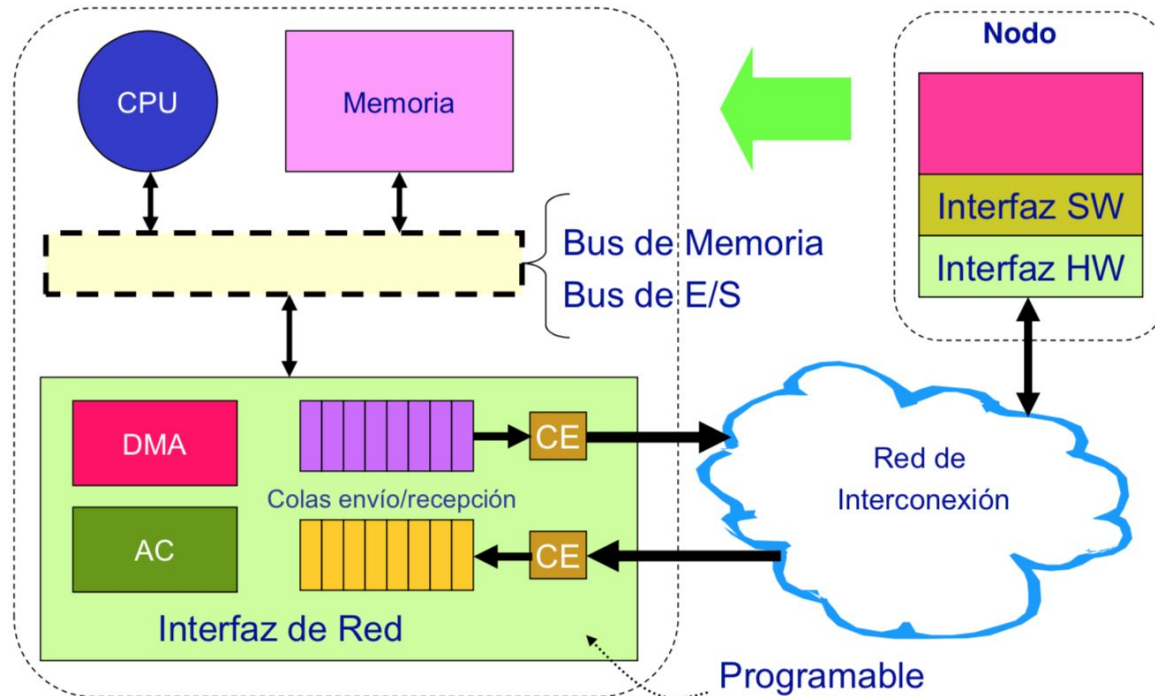 Nodo
CPU
Memoria
Interfaz SW
Interfaz HW
Bus de Memoria
Bus de E/S
DMA
CE
Colas envío/recepción
AC
CE
Interfaz de Red
Red de
Interconexión
Programable